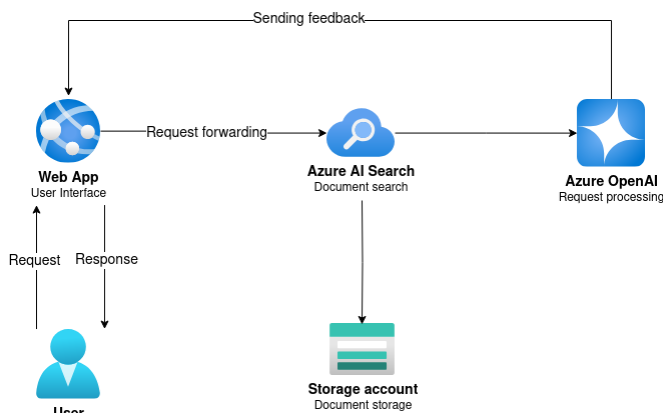 Sending feedback
Request forwarding
Web App
User Interface
Azure AI Search
Document search
Azure OpenAI
Request processing
Request
Response
Storage account
Document storage
User